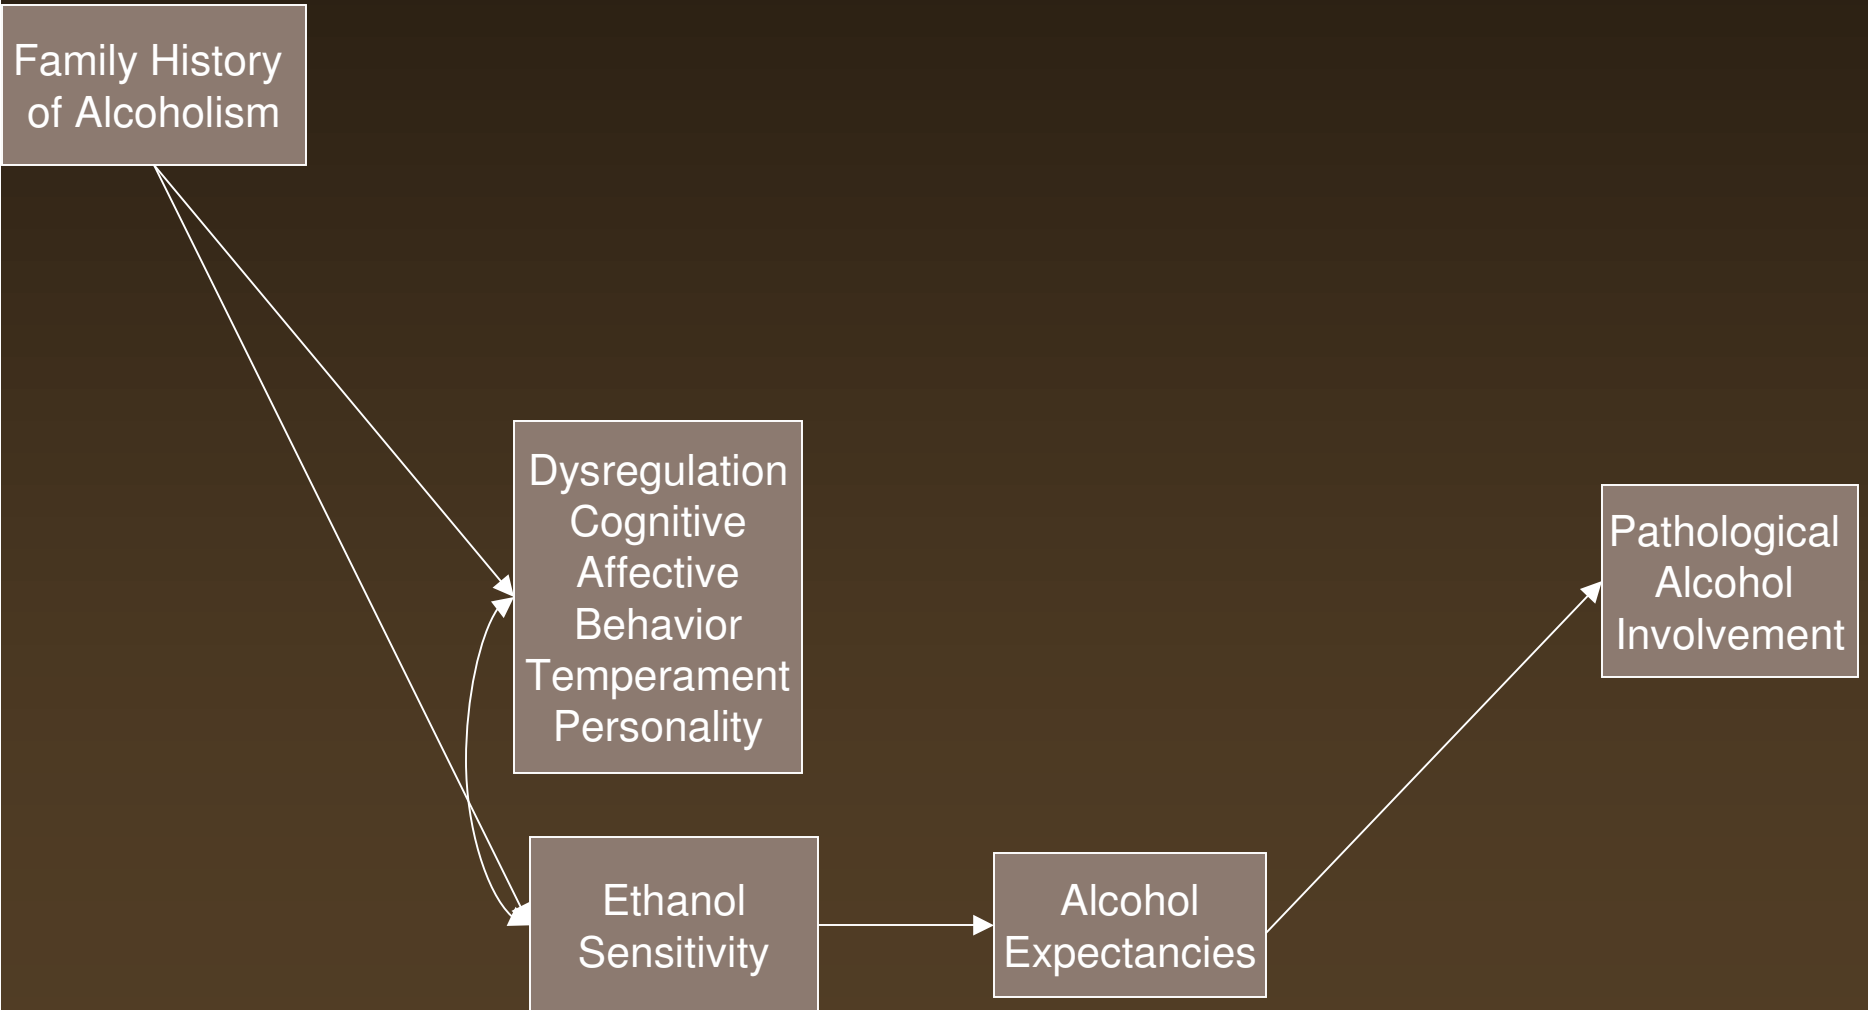 Family History
of Alcoholism
Dysregulation
Cognitive
Affective
Behavior
Temperament
Personality
Pathological
Alcohol
Involvement
Ethanol
Sensitivity
Alcohol
Expectancies